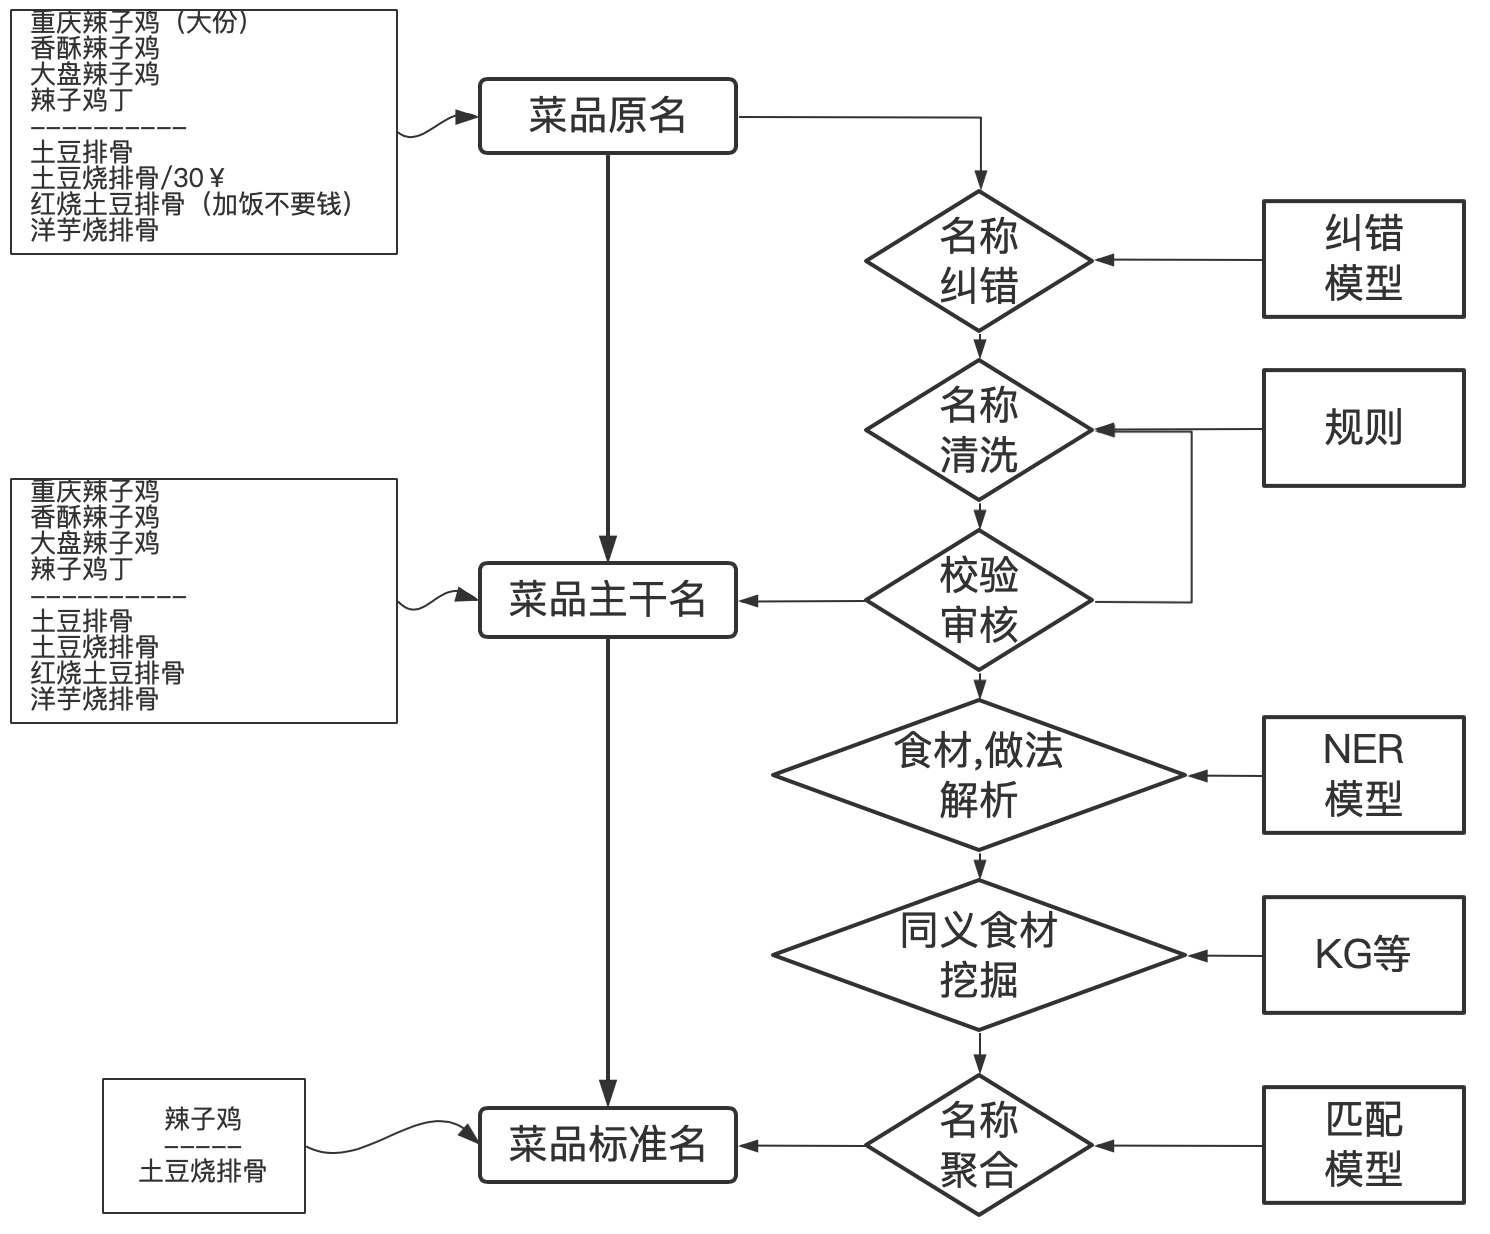 重庆辣子鸡（大份）
香酥辣子鸡
大盘辣子鸡
辣子鸡丁
----------
土豆排骨
土豆烧排骨/30￥
红烧土豆排骨（加饭不要钱）
洋芋烧排骨
菜品原名
名称
纠错
纠错
模型
名称
清洗
规则
重庆辣子鸡
香酥辣子鸡
大盘辣子鸡
辣子鸡丁
----------
土豆排骨
土豆烧排骨
红烧土豆排骨
洋芋烧排骨
菜品主干名
校验
审核
食材,做法
解析
NER
模型
同义食材
挖掘
KG等
辣子鸡
-----
土豆烧排骨
菜品标准名
名称
聚合
匹配
模型